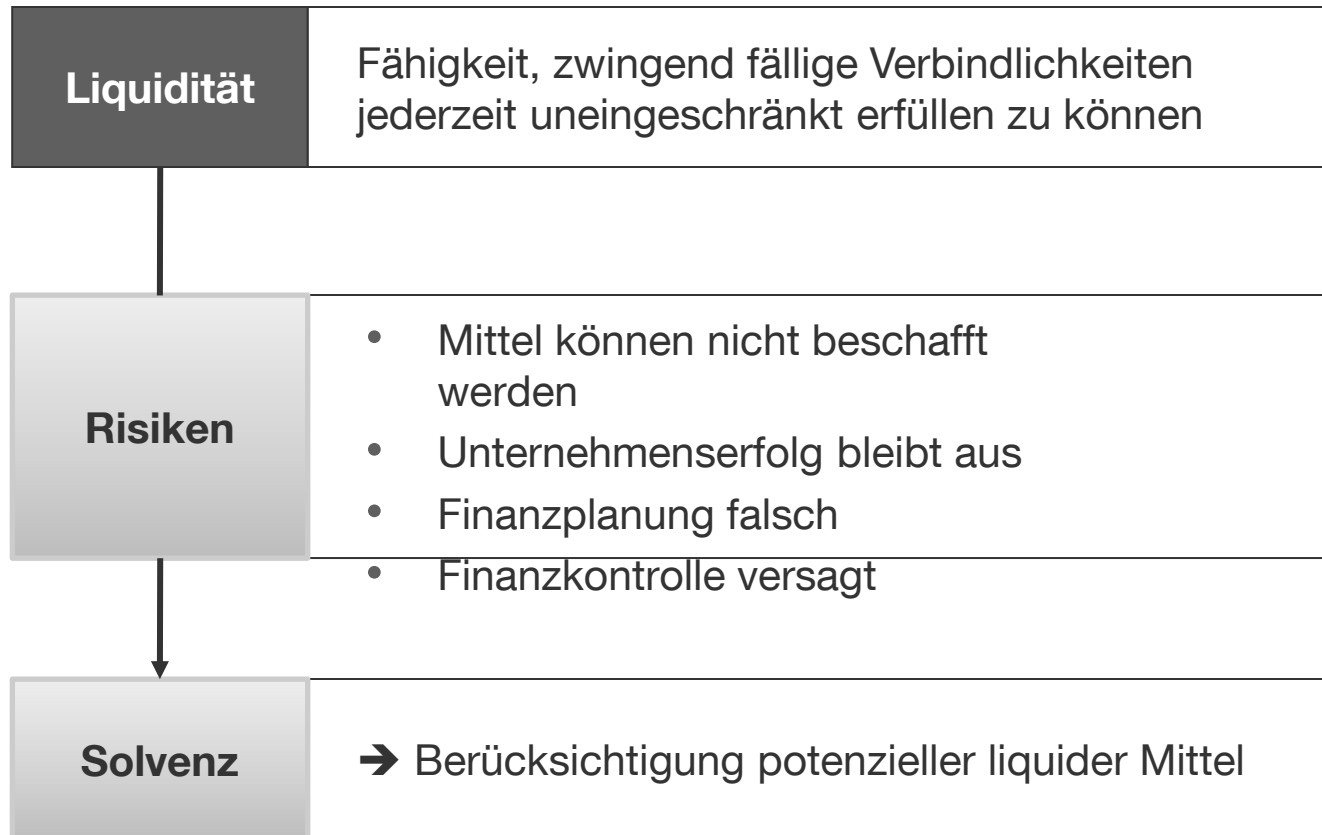 Liquidität
Fähigkeit, zwingend fällige Verbindlichkeiten
jederzeit uneingeschränkt erfüllen zu können
Risiken
• Mittel können nicht beschafft
werden
• Unternehmenserfolg bleibt aus
• Finanzplanung falsch
• Finanzkontrolle versagt
Solvenz
➔ Berücksichtigung potenzieller liquider Mittel